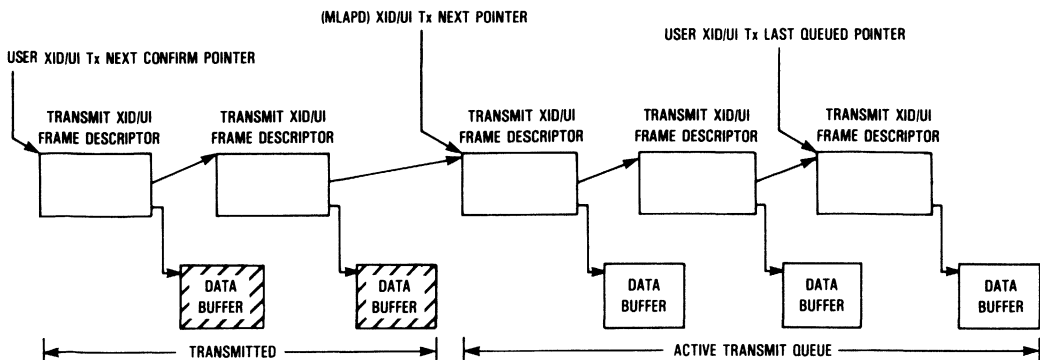 (MLAPD) XID/UI Tx NEXT POINTER
USER XID/UI Tx LAST QUEUED POINTER
USER XID/UI Tx NEXT CONFIRM POINTER
TRANSMIT XID/UI
FRAME DESCRIPTOR
TRANSMIT XID/UI
FRAME DESCRIPTOR
TRANSMIT XID/UI
FRAME DESCRIPTOR
TRANSMIT XID/UI
FRAME DESCRIPTOR
TRANSMIT XID/UI
FRAME DESCRIPTOR
DATA
BUFFER
DATA
BUFFER
DATA
BUFFER
DATA
BUFFER
DATA
BUFFER
TRANSMITTED
ACTIVE TRANSMIT QUEUE